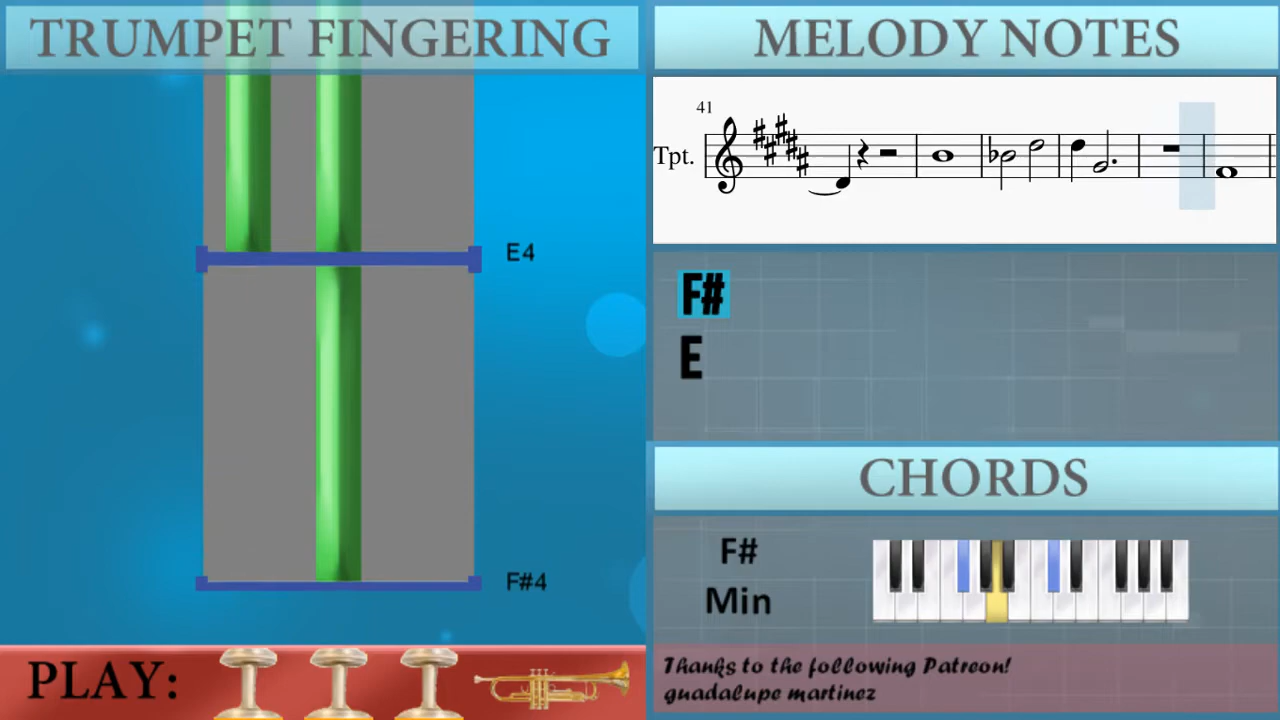 TRUMPET FINGERING
MELODY NOTES
41
Tpt.
E4
F#
E
F#4
CHORDS
F#
Min
PLAY:
Thanks to the following Patreon!
guadalupe martinez